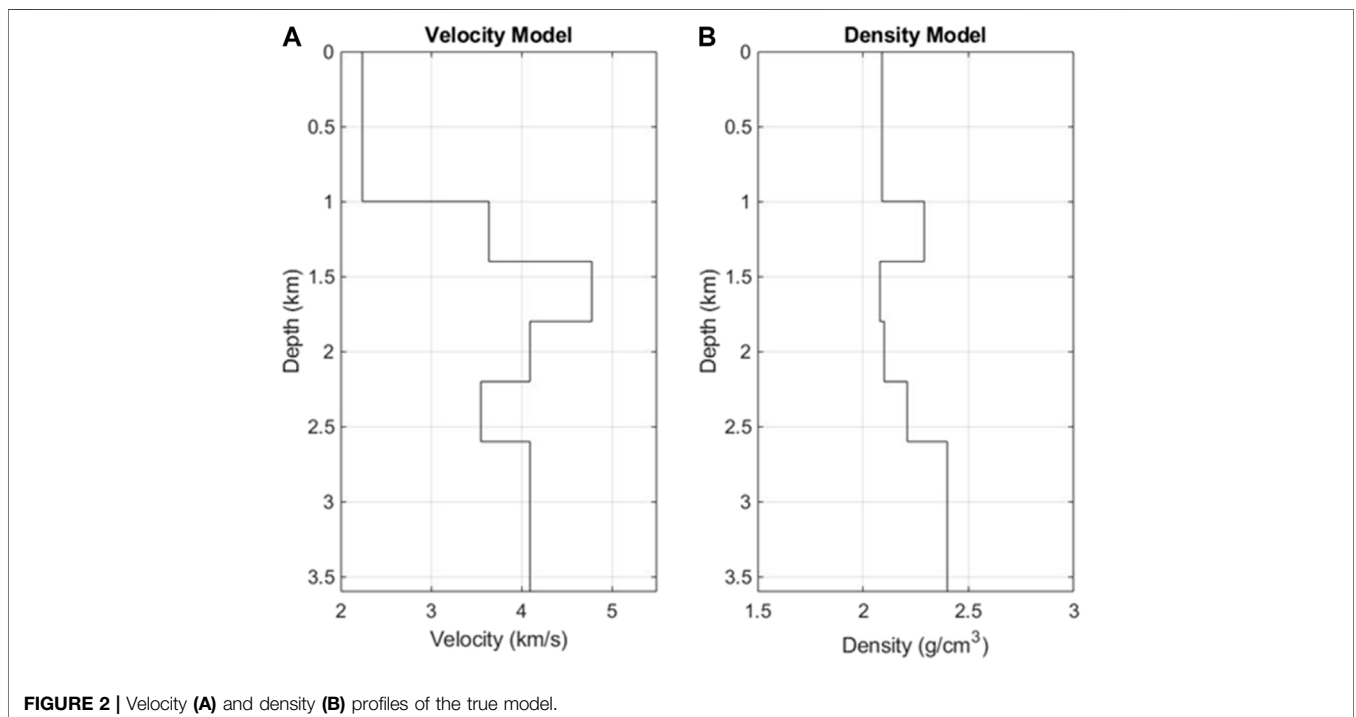 A
Velocity Model
0
0.5
1
1.5
2
2.5
3
3.5
Depth (km)
2
3
4
5
Velocity (km/s)
B
Density Model
0
0.5
1
1.5
2
2.5
3
3.5
Depth (km)
1.5
2
2.5
3
Density (g/cm³)
FIGURE 2 | Velocity (A) and density (B) profiles of the true model.